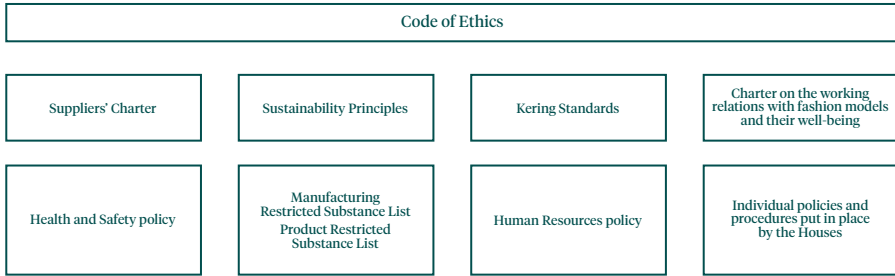 Code of Ethics
Suppliers’ Charter
Sustainability Principles
Kering Standards
Charter on the working
relations with fashion models
and their well-being
Health and Safety policy
Manufacturing
Restricted Substance List
Product Restricted
Substance List
Human Resources policy
Individual policies and
procedures put in place
by the Houses